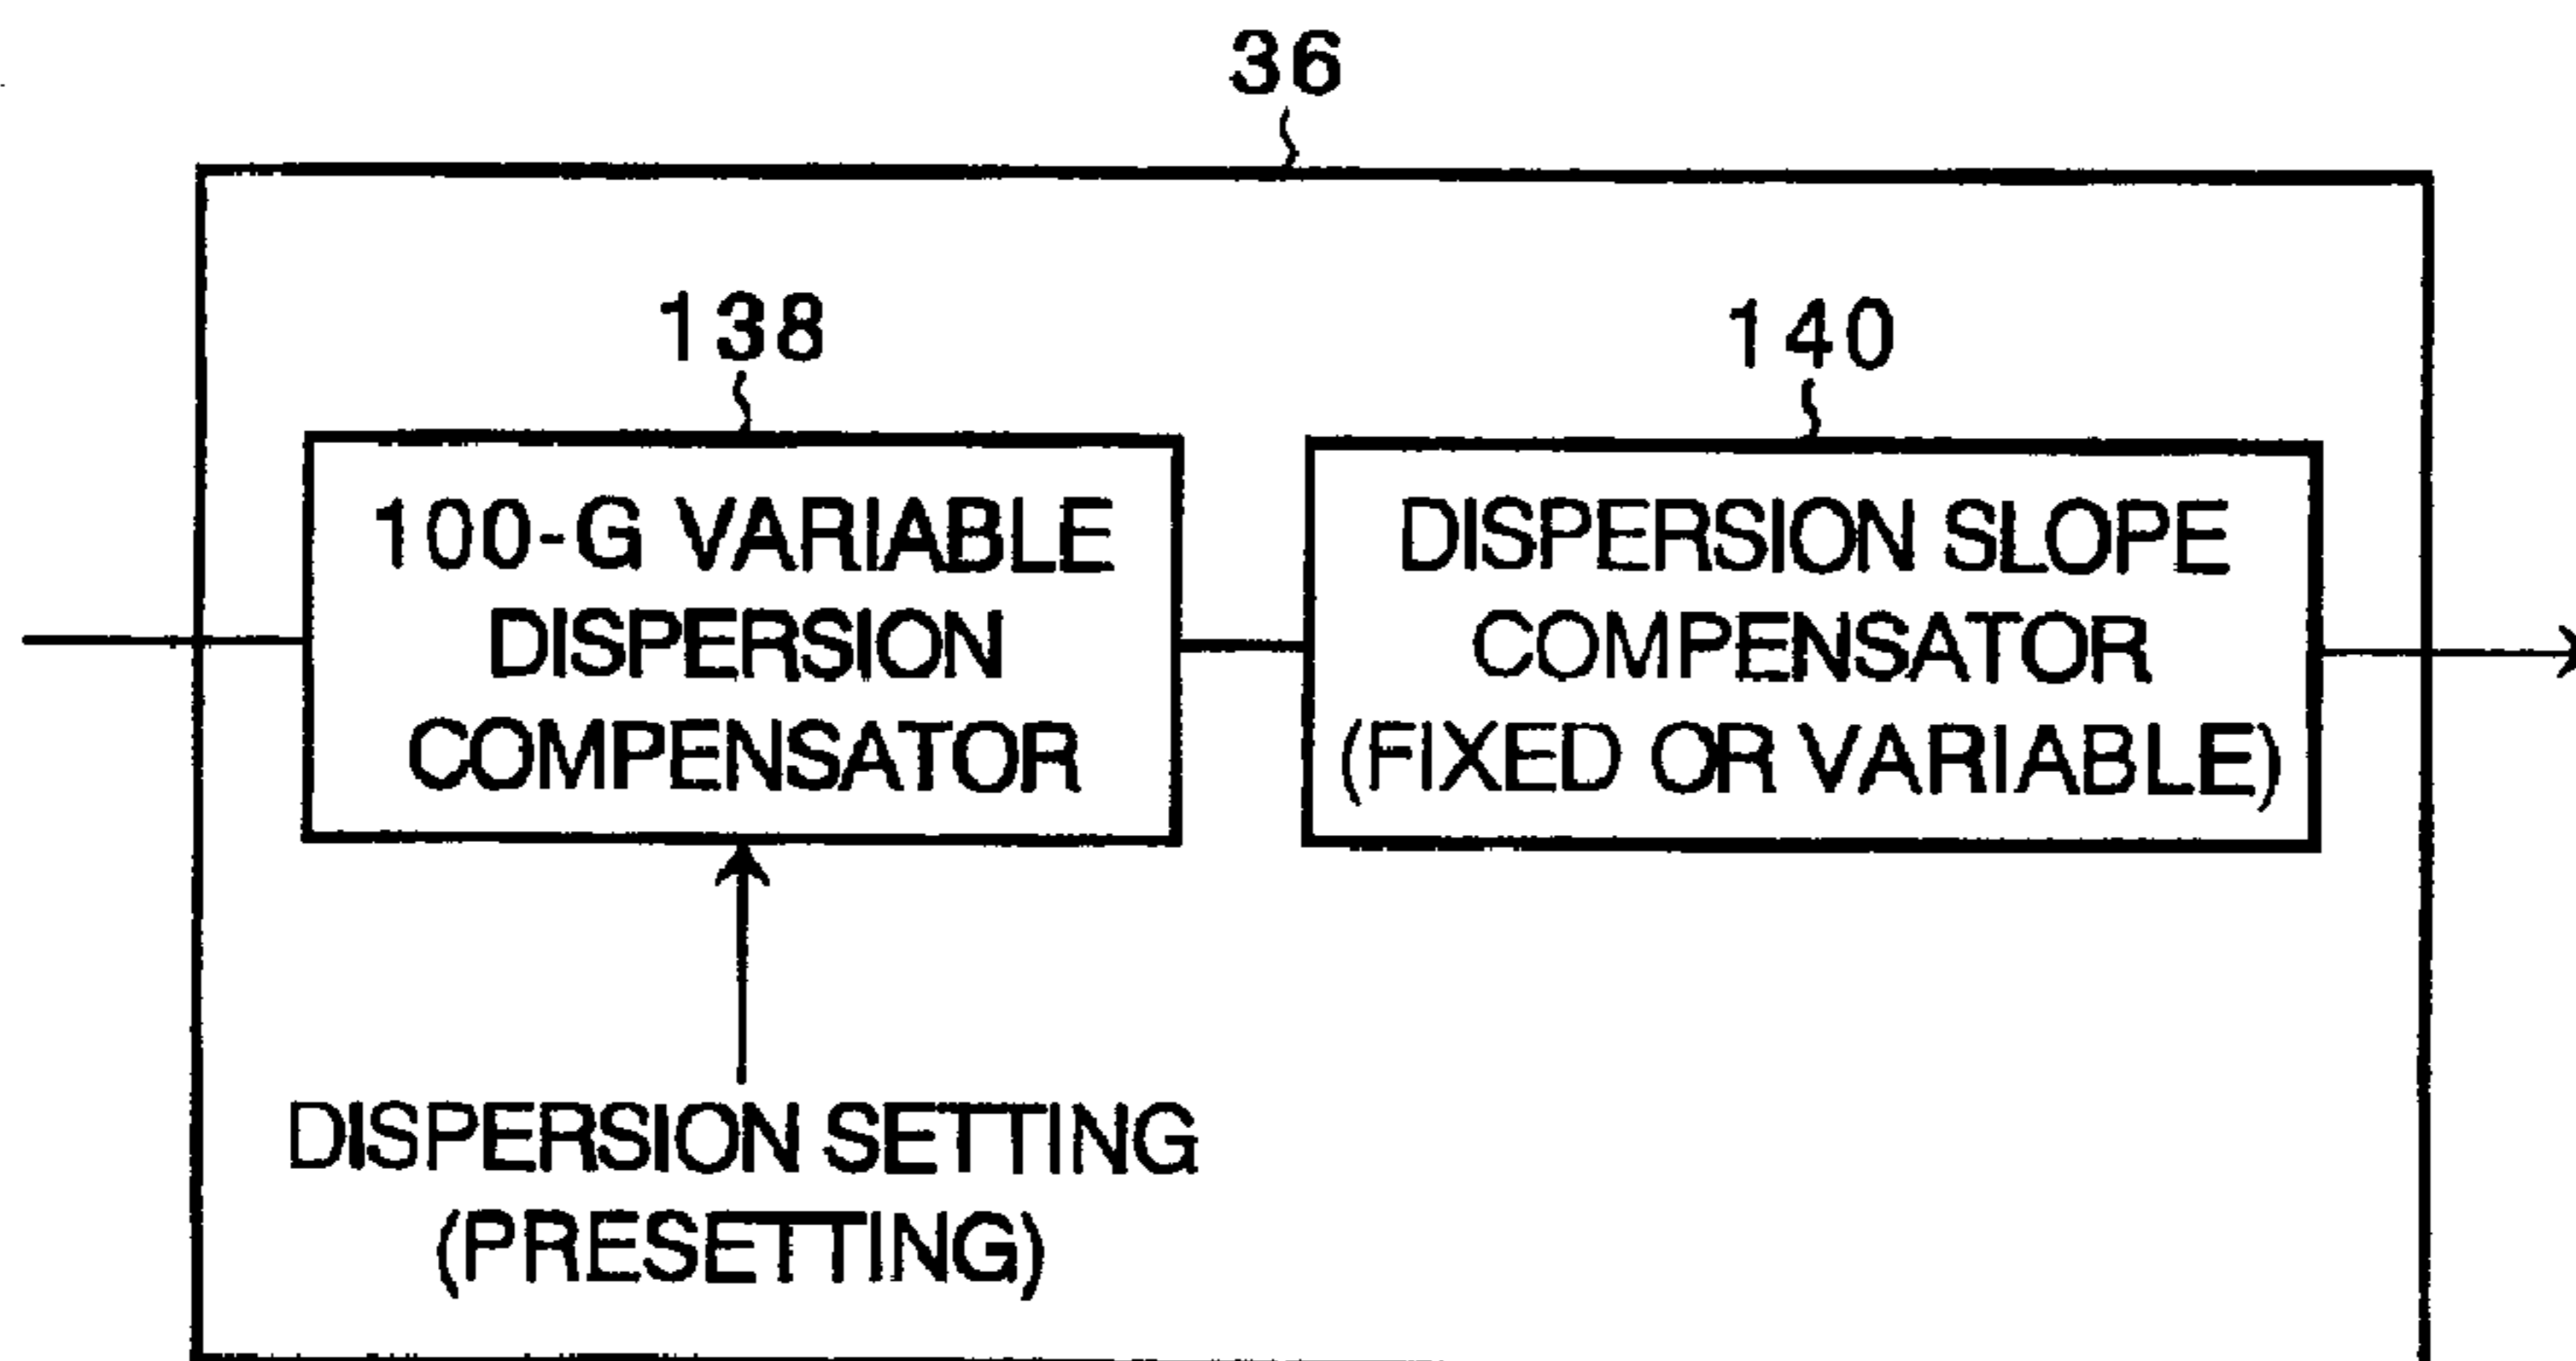 36
138
140
100-G VARIABLE
DISPERSION
COMPENSATOR
DISPERSION SLOPE
COMPENSATOR
(FIXED OR VARIABLE)
DISPERSION SETTING
(PRESETTING)